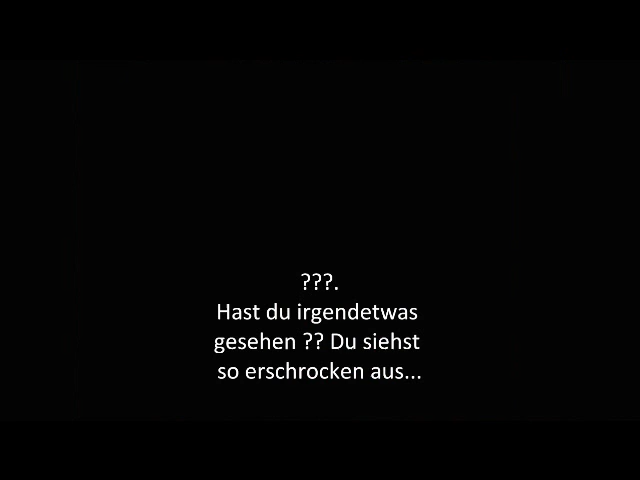 ???.
Hast du irgendetwas
gesehen ?? Du siehst
so erschrocken aus...